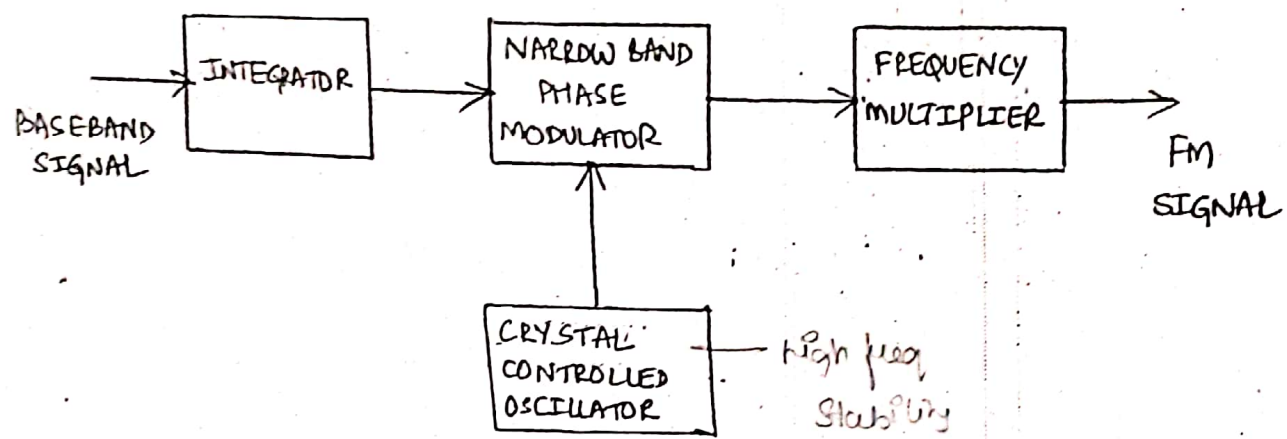 INTEGRATOR
BASEBAND
SIGNAL
NARROW BAND
PHASE
MODULATOR
FREQUENCY
MULTIPLIER
FM
SIGNAL
CRYSTAL
CONTROLLED
OSCILLATOR
high freq
Stability